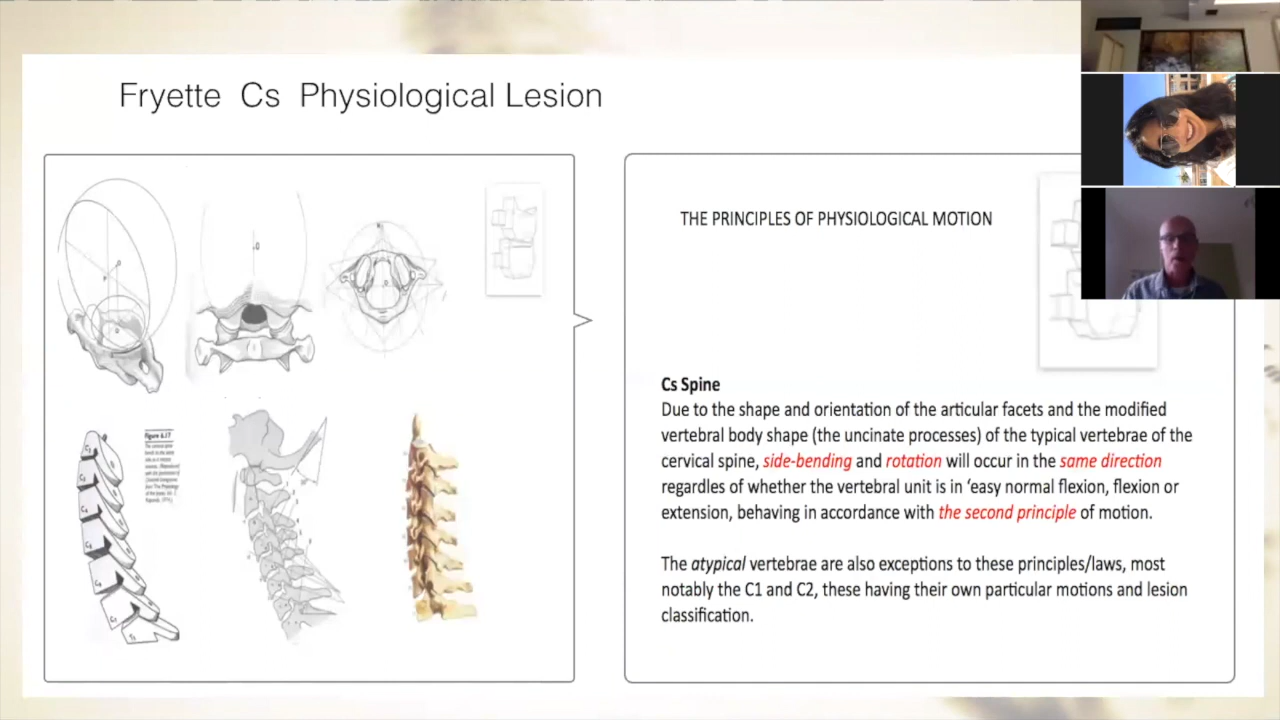 Fryette Cs Physiological Lesion
THE PRINCIPLES OF PHYSIOLOGICAL MOTION
Figure 6.17
Cs Spine
Due to the shape and orientation of the articular facets and the modified
vertebral body shape (the uncinate processes) of the typical vertebrae of the
cervical spine, side-bending and rotation will occur in the same direction
regardles of whether the vertebral unit is in ‘easy normal flexion, flexion or
extension, behaving in accordance with the second principle of motion.
The atypical vertebrae are also exceptions to these principles/laws, most
notably the C1 and C2, these having their own particular motions and lesion
classification.